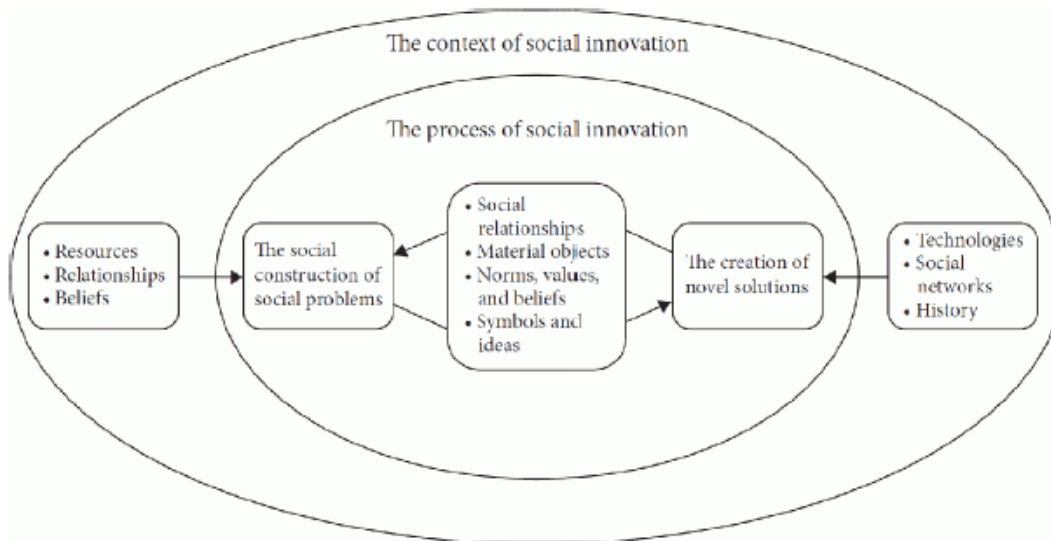 The context of social innovation
The process of social innovation
• Resources
• Relationships
• Beliefs
The social
construction of
social problems
• Social
relationships
• Material objects
• Norms, values,
and beliefs
• Symbols and
ideas
The creation of
novel solutions
• Technologies
• Social
networks
• History